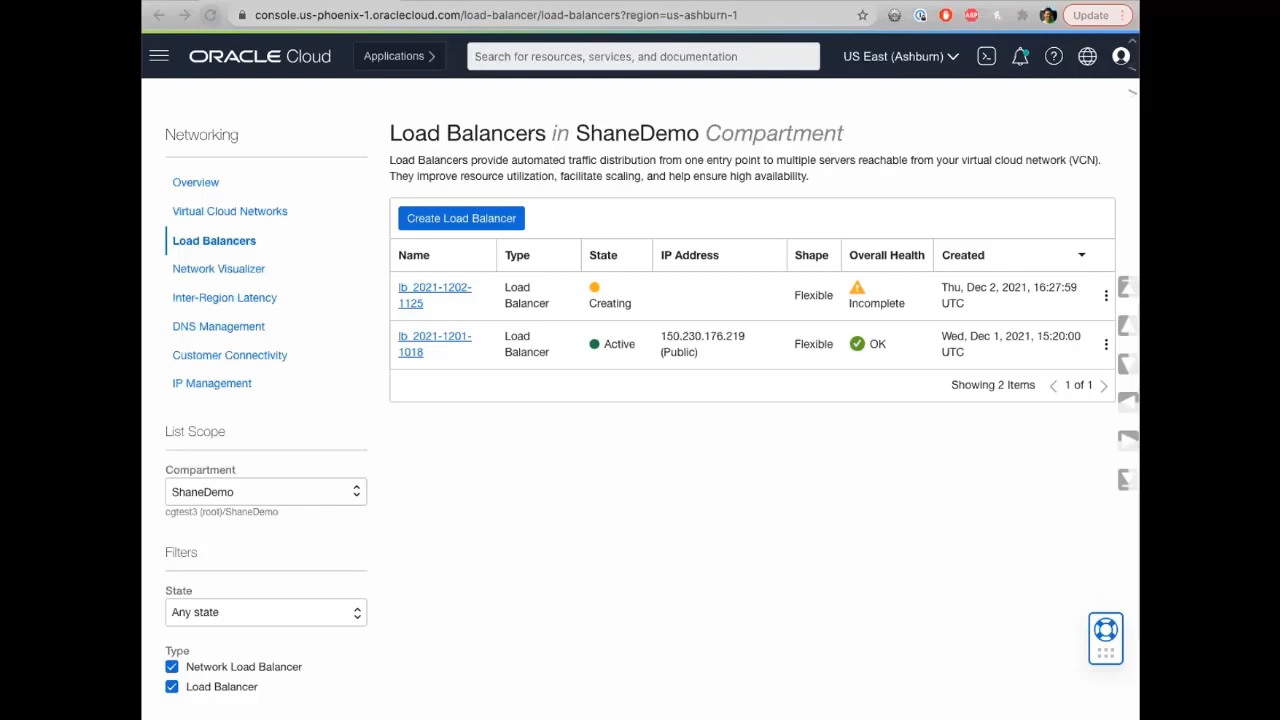 console.us-phoenix-1.oraclecloud.com/load-balancer/load-balancers?region=us-ashburn-1
ABP
Update
ORACLE Cloud
Applications
Search for resources, services, and documentation
US East (Ashburn)
Networking
Overview
Virtual Cloud Networks
Load Balancers
Network Visualizer
Inter-Region Latency
DNS Management
Customer Connectivity
IP Management
List Scope
Compartment
ShaneDemo
cgtest3 (root)/ShaneDemo
Filters
State
Any state
Type
Network Load Balancer
Load Balancer
Load Balancers in ShaneDemo Compartment
Load Balancers provide automated traffic distribution from one entry point to multiple servers reachable from your virtual cloud network (VCN).
They improve resource utilization, facilitate scaling, and help ensure high availability.
Create Load Balancer
Name Type State IP Address Shape Overall Health Created
lb_2021-1202-
1125
Load
Balancer
Creating
Flexible
Incomplete
Thu, Dec 2, 2021, 16:27:59
UTC
lb_2021-1201-
1018
Load
Balancer
Active
150.230.176.219
(Public)
Flexible
OK
Wed, Dec 1, 2021, 15:20:00
UTC
Showing 2 Items 1 of 1